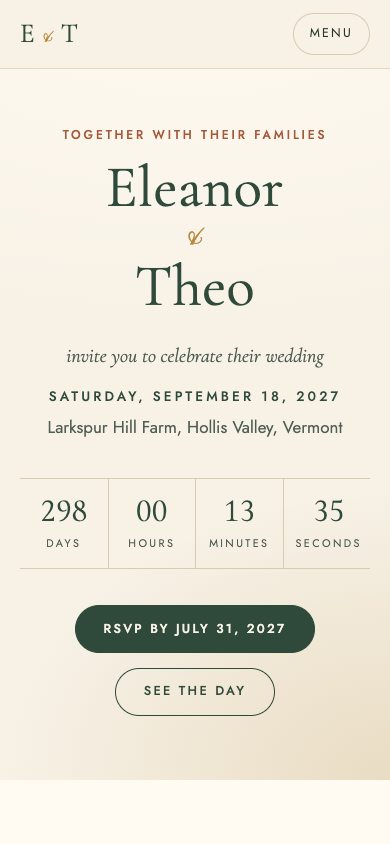 E & T
MENU
TOGETHER WITH THEIR FAMILIES
Eleanor
&
Theo
invite you to celebrate their wedding
SATURDAY, SEPTEMBER 18, 2027
Larkspur Hill Farm, Hollis Valley, Vermont
298 00 13 35
DAYS HOURS MINUTES SECONDS
RSVP BY JULY 31, 2027
SEE THE DAY